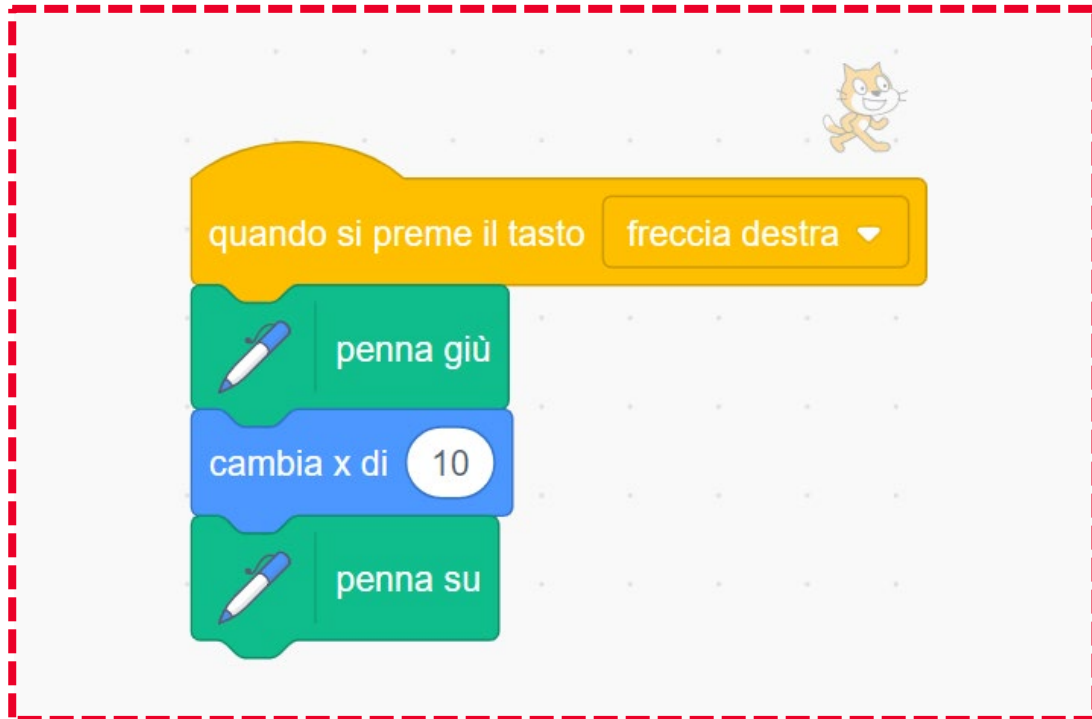 quando si preme il tasto freccia destra
penna giù
cambia x di 10
penna su